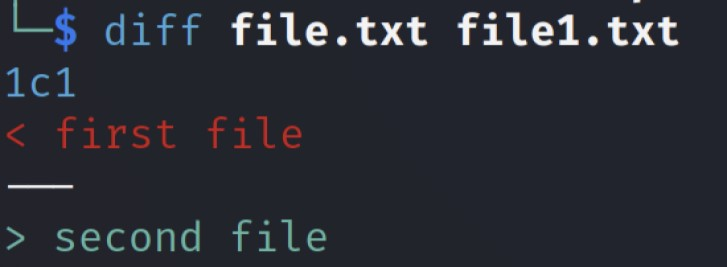 └─$ diff file.txt file1.txt
1c1
< first file
---
> second file